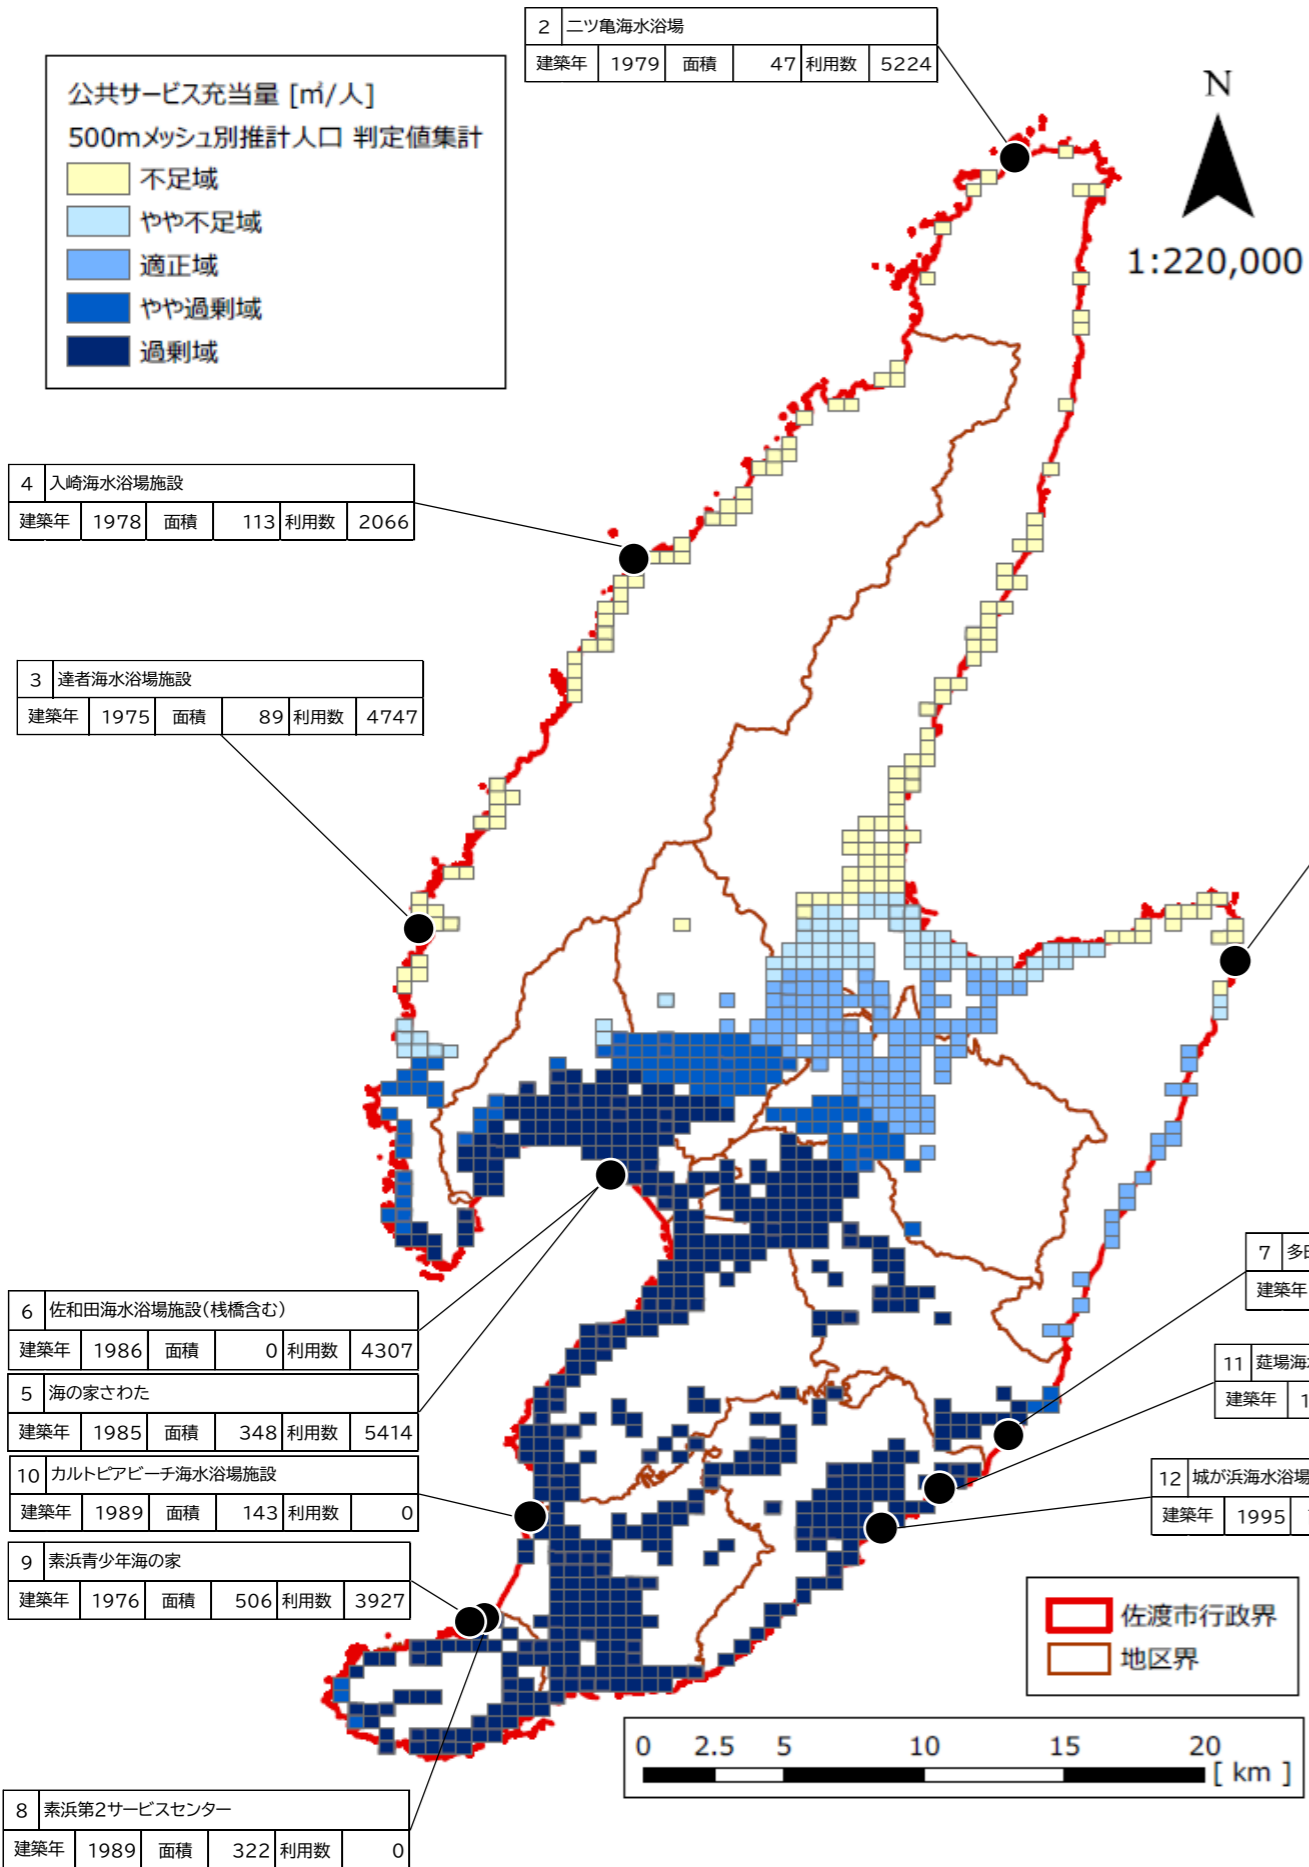 2 二ツ亀海水浴場
建築年 1979 面積 47 利用数 5224
公共サービス充当量 [㎡/人]
500mメッシュ別推計人口 判定値集計
不足域
やや不足域
適正域
やや過剰域
過剰域
N
1:220,000
4 入崎海水浴場施設
建築年 1978 面積 113 利用数 2066
3 達者海水浴場施設
建築年 1975 面積 89 利用数 4747
7 多田
建築年
6 佐和田海水浴場施設(桟橋含む)
建築年 1986 面積 0 利用数 4307
5 海の家さわた
建築年 1985 面積 348 利用数 5414
11 莚場海
建築年 1
10 カルトピアビーチ海水浴場施設
建築年 1989 面積 143 利用数 0
12 城が浜海水浴場
建築年 1995
9 素浜青少年海の家
建築年 1976 面積 506 利用数 3927
佐渡市行政界
地区界
0 2.5 5 10 15 20 [ km ]
8 素浜第2サービスセンター
建築年 1989 面積 322 利用数 0